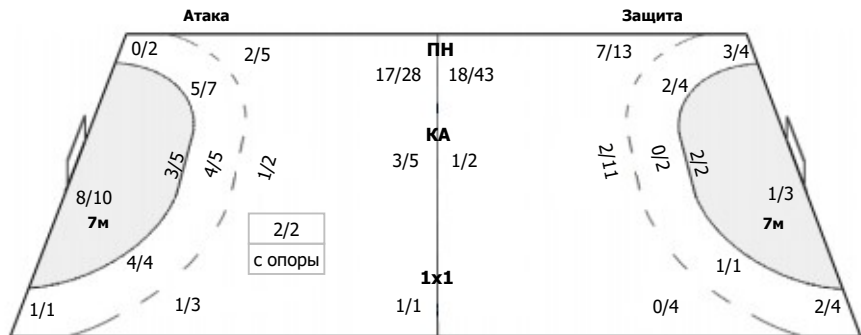 Атака Защита
0/2 2/5 ПН 7/13 3/4
17/28 18/43
5/7 2/4
КА
3/5 4/5 1/2 3/5 1/2 2/11 0/2 2/2
8/10 1/3
7м 7м
2/2
с опоры
4/4 1/1
1x1
1/1 1/3 1/1 0/4 2/4